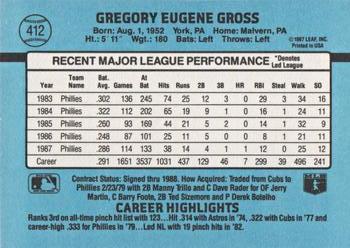 412
GREGORY EUGENE GROSS
Born: Aug. 1, 1952 York, PA Home: Malvern, PA
Ht.: 5' 11" Wgt.: 180 Bats: Left Throws: Left
©1987 LEAF, INC.
Printed in USA
RECENT MAJOR LEAGUE PERFORMANCE *Denotes Led League
Year Team Name Bat. Avg. Games At Bat Runs Hits 2B 3B HR RBI Steal Walk SO
1983 Phillies .302 136 245 25 74 12 3 0 29 3 34 16
1984 Phillies .322 112 202 19 65 9 1 0 16 1 24 11
1985 Phillies .260 93 169 21 44 5 2 0 14 1 32 9
1986 Phillies .248 87 101 11 25 5 0 0 8 1 21 11
1987 Phillies .286 114 133 14 38 4 1 1 12 0 25 12
Career .291 1651 3537 437 1031 127 45 7 304 39 496 241
Contract Status: Signed thru 1988. How Acquired: Traded from Cubs to
Phillies 2/23/79 with 2B Manny Trillo and C Dave Rader for OF Jerry
Martin, C Barry Foote, 2B Ted Sizemore and P Derek Botelho
CAREER HIGHLIGHTS
Ranks 3rd on all-time pinch hit list with 123... Hit .314 with Astros in '74, .322 with Cubs in '77 and
career-high .333 for Phillies in '79... Led NL with 19 pinch hits in '82.